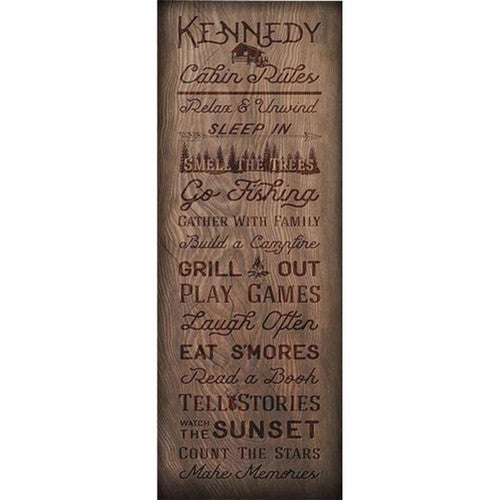 KENNEDY
Cabin Rules
Relax & Unwind
SLEEP IN
SMELL THE TREES
Go Fishing
GATHER WITH FAMILY
Build a Campfire
GRILL OUT
PLAY GAMES
Laugh Often
EAT S'MORES
Read a Book
TELL STORIES
WATCH THE SUNSET
COUNT THE STARS
Make Memories